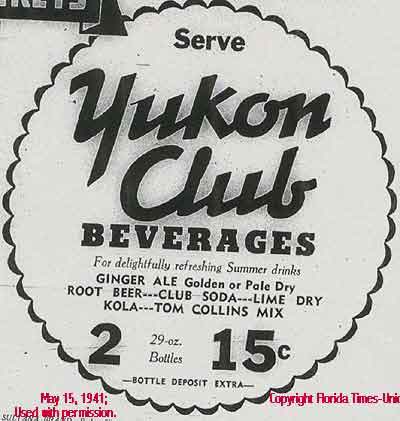 Serve
Yukon
Club
BEVERAGES
For delightfully refreshing Summer drinks
GINGER ALE Golden or Pale Dry
ROOT BEER---CLUB SODA---LIME DRY
KOLA---TOM COLLINS MIX
2 29-oz. Bottles 15c
—BOTTLE DEPOSIT EXTRA—
May 15, 1941; Copyright Florida Times-Unio
Used with permission.